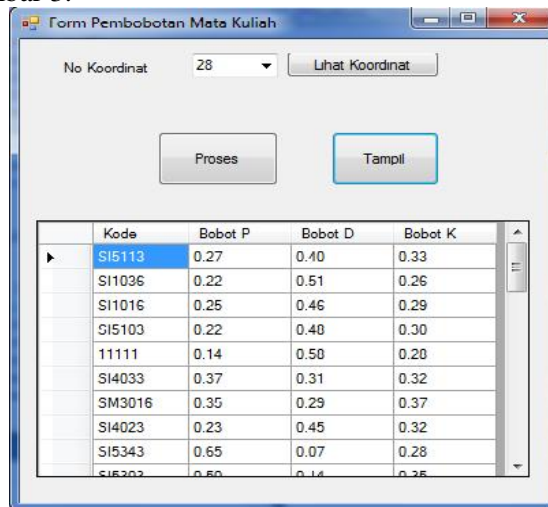 Form Pembobotan Mata Kuliah
No Koordinat 28 Lihat Koordinat
Proses Tampil
Kode Bobot P Bobot D Bobot K
SI5113 0.27 0.40 0.33
SI1036 0.22 0.51 0.26
SI1016 0.25 0.46 0.29
SI5103 0.22 0.48 0.30
11111 0.14 0.58 0.28
SI4033 0.37 0.31 0.32
SM3016 0.35 0.29 0.37
SI4023 0.23 0.45 0.32
SI5343 0.65 0.07 0.28